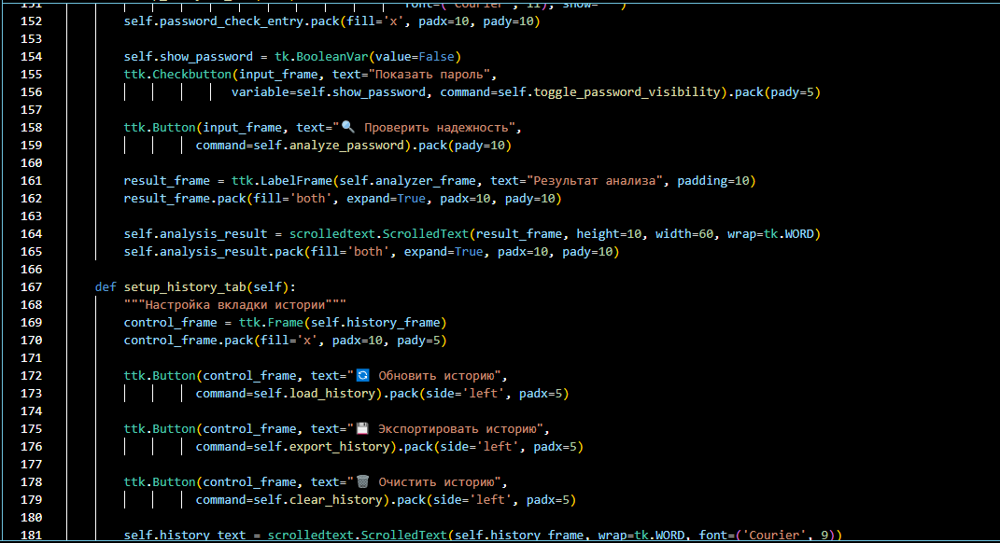 151 font=('Courier', 11), show='*')
152 self.password_check_entry.pack(fill='x', padx=10, pady=10)
153
154 self.show_password = tk.BooleanVar(value=False)
155 ttk.Checkbutton(input_frame, text="Показать пароль",
156 variable=self.show_password, command=self.toggle_password_visibility).pack(pady=5)
157
158 ttk.Button(input_frame, text="🔍 Проверить надежность",
159 command=self.analyze_password).pack(pady=10)
160
161 result_frame = ttk.LabelFrame(self.analyzer_frame, text="Результат анализа", padding=10)
162 result_frame.pack(fill='both', expand=True, padx=10, pady=10)
163
164 self.analysis_result = scrolledtext.ScrolledText(result_frame, height=10, width=60, wrap=tk.WORD)
165 self.analysis_result.pack(fill='both', expand=True, padx=10, pady=10)
166
167 def setup_history_tab(self):
168 """Настройка вкладки истории"""
169 control_frame = ttk.Frame(self.history_frame)
170 control_frame.pack(fill='x', padx=10, pady=5)
171
172 ttk.Button(control_frame, text="🔄 Обновить историю",
173 command=self.load_history).pack(side='left', padx=5)
174
175 ttk.Button(control_frame, text="💾 Экспортировать историю",
176 command=self.export_history).pack(side='left', padx=5)
177
178 ttk.Button(control_frame, text="🗑️ Очистить историю",
179 command=self.clear_history).pack(side='left', padx=5)
180
181 self.history_text = scrolledtext.ScrolledText(self.history_frame, wrap=tk.WORD, font=('Courier', 9))